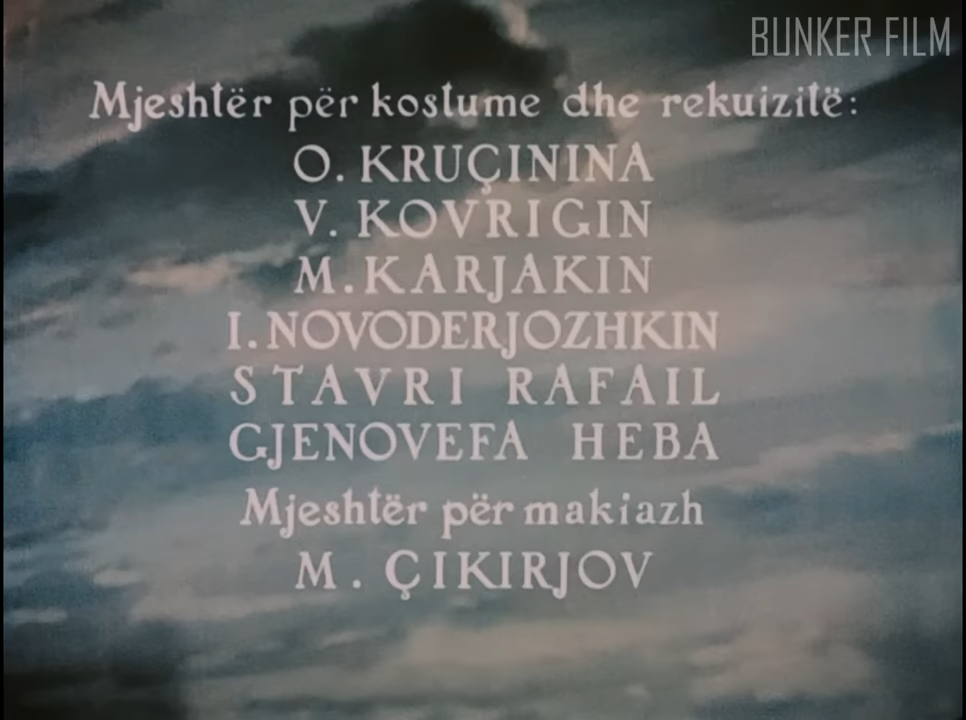 BUNKER FILM
Mjeshtër për kostume dhe rekuizitë:
O. KRUÇININA
V. KOVRIGIN
M. KARJAKIN
I. NOVODERJOZHKIN
STAVRI RAFAIL
GJENOVEFA HEBA
Mjeshtër për makiazh
M. ÇIKIRJOV